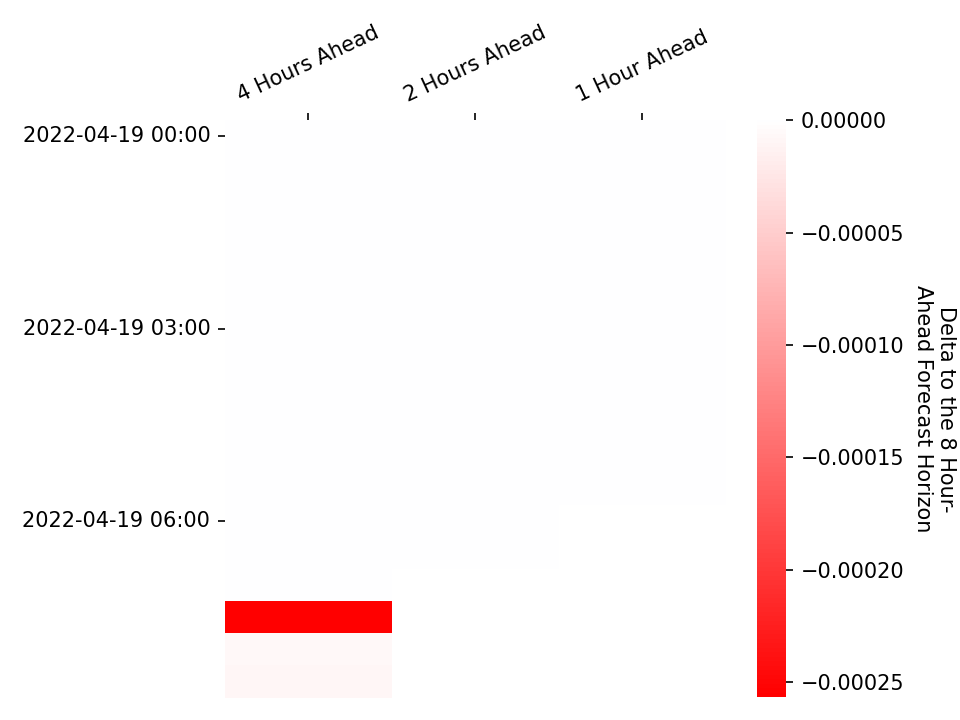 4 Hours Ahead
2 Hours Ahead
1 Hour Ahead
2022-04-19 00:00
2022-04-19 03:00
2022-04-19 06:00
0.00000
−0.00005
−0.00010
−0.00015
−0.00020
−0.00025
Delta to the 8 Hour-
Ahead Forecast Horizon